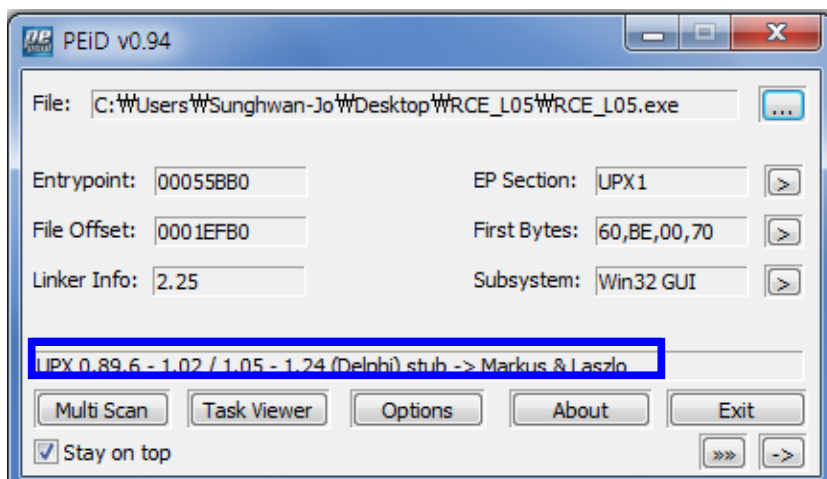 PEiD v0.94
File: C:₩Users₩Sunghwan-Jo₩Desktop₩RCE_L05₩RCE_L05.exe ...
Entrypoint: 00055BB0 EP Section: UPX1 >
File Offset: 0001EFB0 First Bytes: 60,BE,00,70 >
Linker Info: 2.25 Subsystem: Win32 GUI >
UPX 0.89.6 - 1.02 / 1.05 - 1.24 (Delphi) stub -> Markus & Laszlo
Multi Scan Task Viewer Options About Exit
Stay on top »» ->